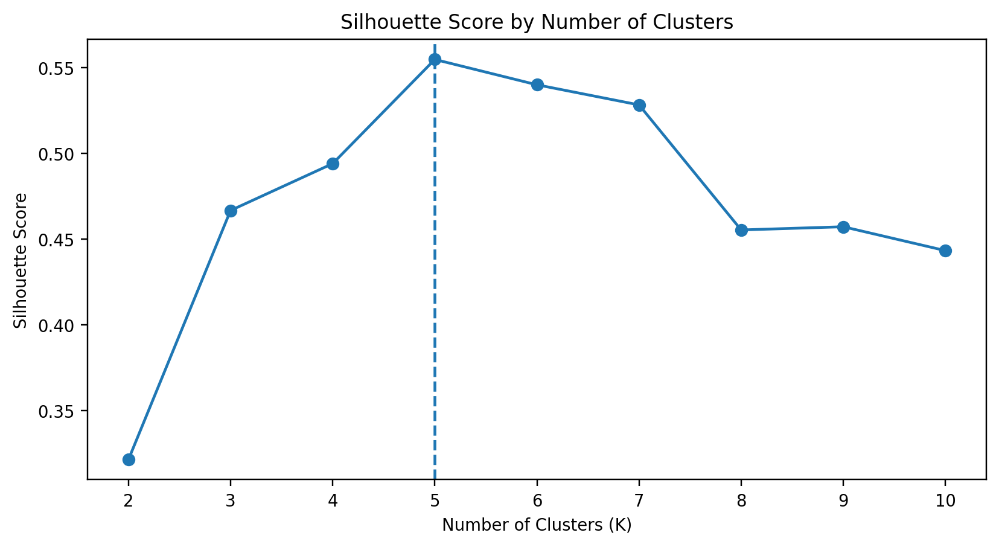 Silhouette Score by Number of Clusters
Silhouette Score
0.55
0.50
0.45
0.40
0.35
2 3 4 5 6 7 8 9 10
Number of Clusters (K)